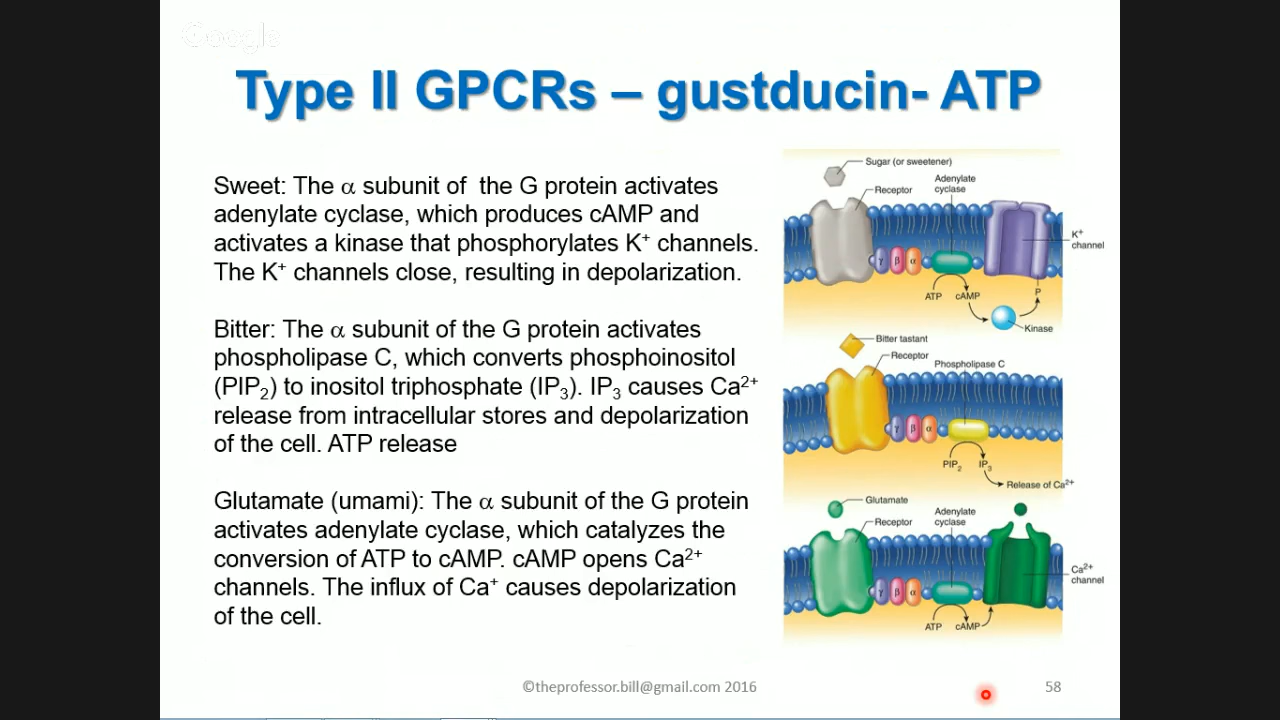 Google
Type II GPCRs – gustducin- ATP
Sweet: The α subunit of the G protein activates
adenylate cyclase, which produces cAMP and
activates a kinase that phosphorylates K⁺ channels.
The K⁺ channels close, resulting in depolarization.
Bitter: The α subunit of the G protein activates
phospholipase C, which converts phosphoinositol
(PIP₂) to inositol triphosphate (IP₃). IP₃ causes Ca²⁺
release from intracellular stores and depolarization
of the cell. ATP release
Glutamate (umami): The α subunit of the G protein
activates adenylate cyclase, which catalyzes the
conversion of ATP to cAMP. cAMP opens Ca²⁺
channels. The influx of Ca⁺ causes depolarization
of the cell.
Sugar (or sweetener)
Receptor
Adenylate
cyclase
K⁺
channel
γ β α
ATP cAMP
P
Kinase
Bitter tastant
Receptor
Phospholipase C
γ β α
PIP₂ IP₃
Release of Ca²⁺
Glutamate
Receptor
Adenylate
cyclase
Ca²⁺
channel
γ β α
ATP cAMP
©theprofessor.bill@gmail.com 2016
58